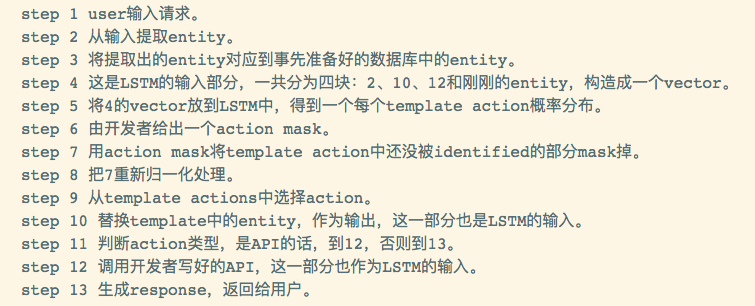 step 1 user输入请求。
step 2 从输入提取entity。
step 3 将提取出的entity对应到事先准备好的数据库中的entity。
step 4 这是LSTM的输入部分，一共分为四块：2、10、12和刚刚的entity，构造成一个vector。
step 5 将4的vector放到LSTM中，得到一个每个template action概率分布。
step 6 由开发者给出一个action mask。
step 7 用action mask将template action中还没被identified的部分mask掉。
step 8 把7重新归一化处理。
step 9 从template actions中选择action。
step 10 替换template中的entity，作为输出，这一部分也是LSTM的输入。
step 11 判断action类型，是API的话，到12，否则到13。
step 12 调用开发者写好的API，这一部分也作为LSTM的输入。
step 13 生成response，返回给用户。